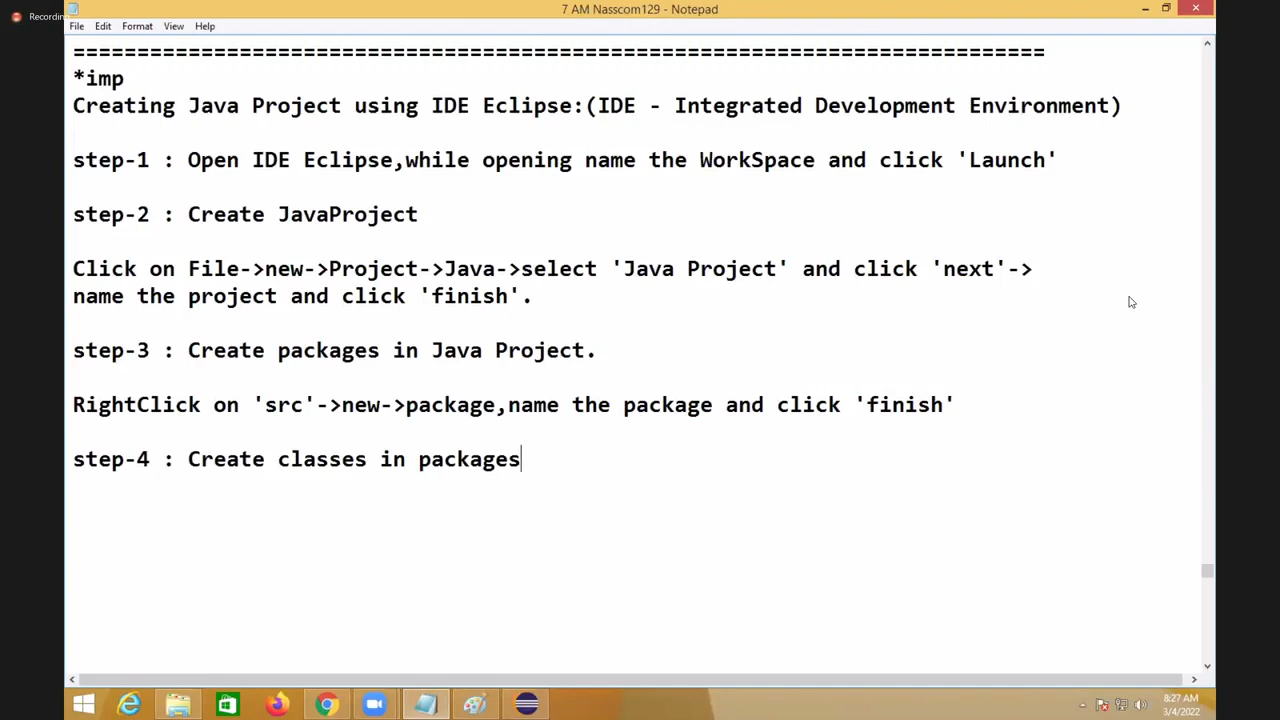 Recording
7 AM Nasscom129 - Notepad
File Edit Format View Help
============================================================================
*imp
Creating Java Project using IDE Eclipse:(IDE - Integrated Development Environment)
step-1 : Open IDE Eclipse,while opening name the WorkSpace and click 'Launch'
step-2 : Create JavaProject
Click on File->new->Project->Java->select 'Java Project' and click 'next'->
name the project and click 'finish'.
step-3 : Create packages in Java Project.
RightClick on 'src'->new->package,name the package and click 'finish'
step-4 : Create classes in packages
8:27 AM
3/4/2022